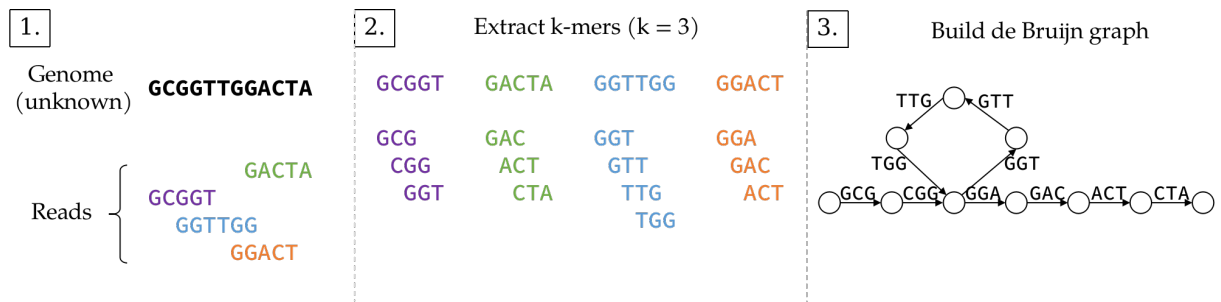 1.
Genome
(unknown)
GCGGTTGGACTA
Reads
GACTA
GCGGT
GGTTGG
GGACT
2.
Extract k-mers (k = 3)
GCGGT GACTA GGTTGG GGACT
GCG GAC GGT GGA
CGG ACT GTT GAC
GGT CTA TTG ACT
TGG
3.
Build de Bruijn graph
TTG GTT
TGG GGT
GCG CGG GGA GAC ACT CTA